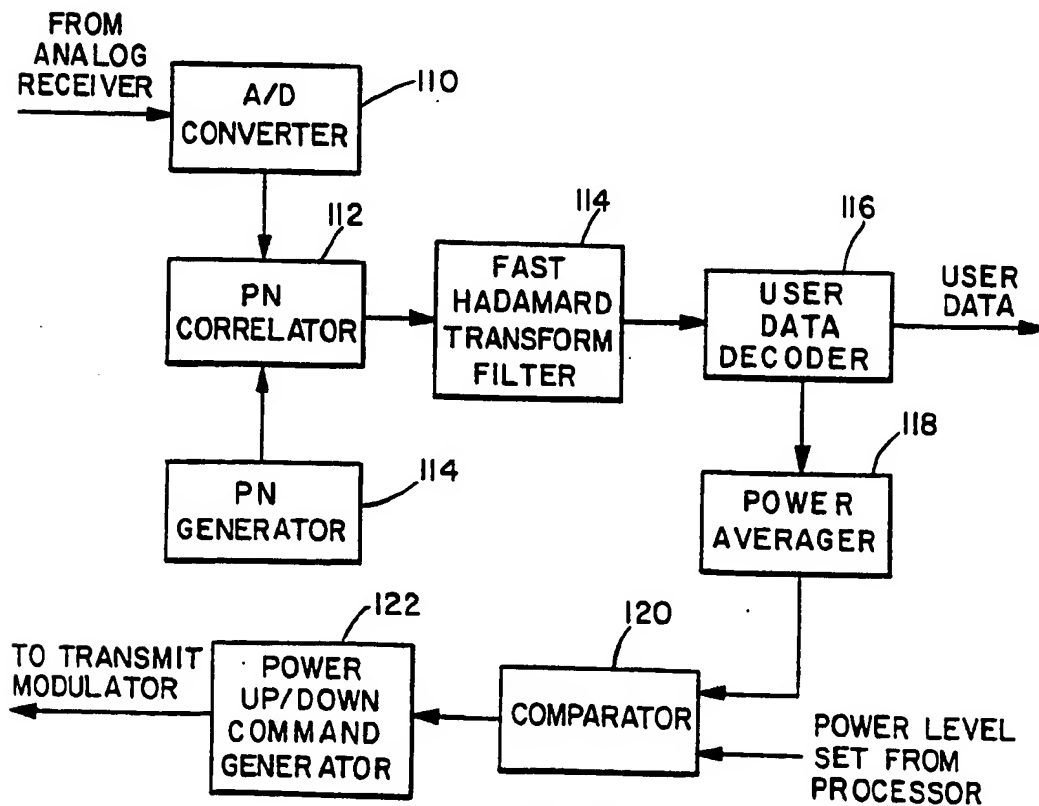 FROM
ANALOG
RECEIVER
A/D
CONVERTER
110
112
PN
CORRELATOR
114
FAST
HADAMARD
TRANSFORM
FILTER
116
USER
DATA
DECODER
USER
DATA
114
PN
GENERATOR
118
POWER
AVERAGER
122
TO TRANSMIT
MODULATOR
POWER
UP/DOWN
COMMAND
GENERATOR
120
COMPARATOR
POWER LEVEL
SET FROM
PROCESSOR